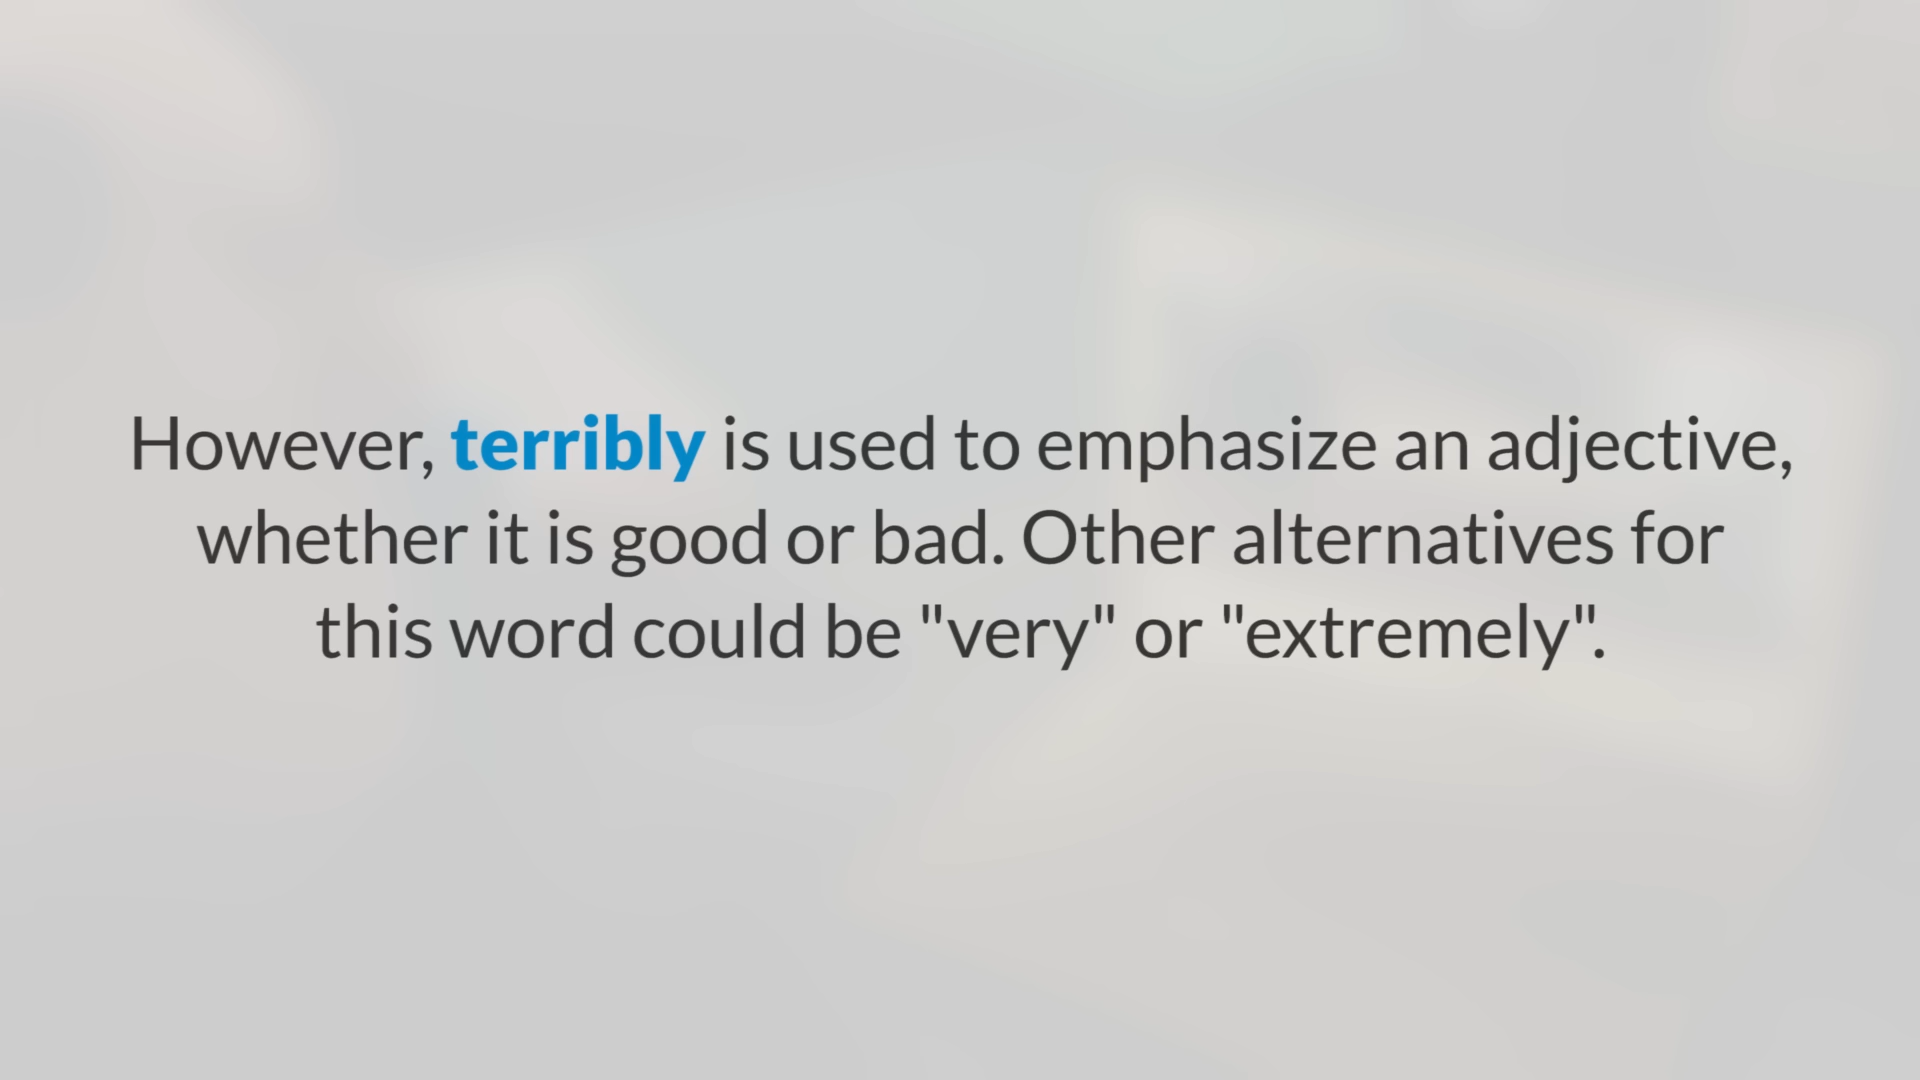 However, terribly is used to emphasize an adjective,
whether it is good or bad. Other alternatives for
this word could be "very" or "extremely".